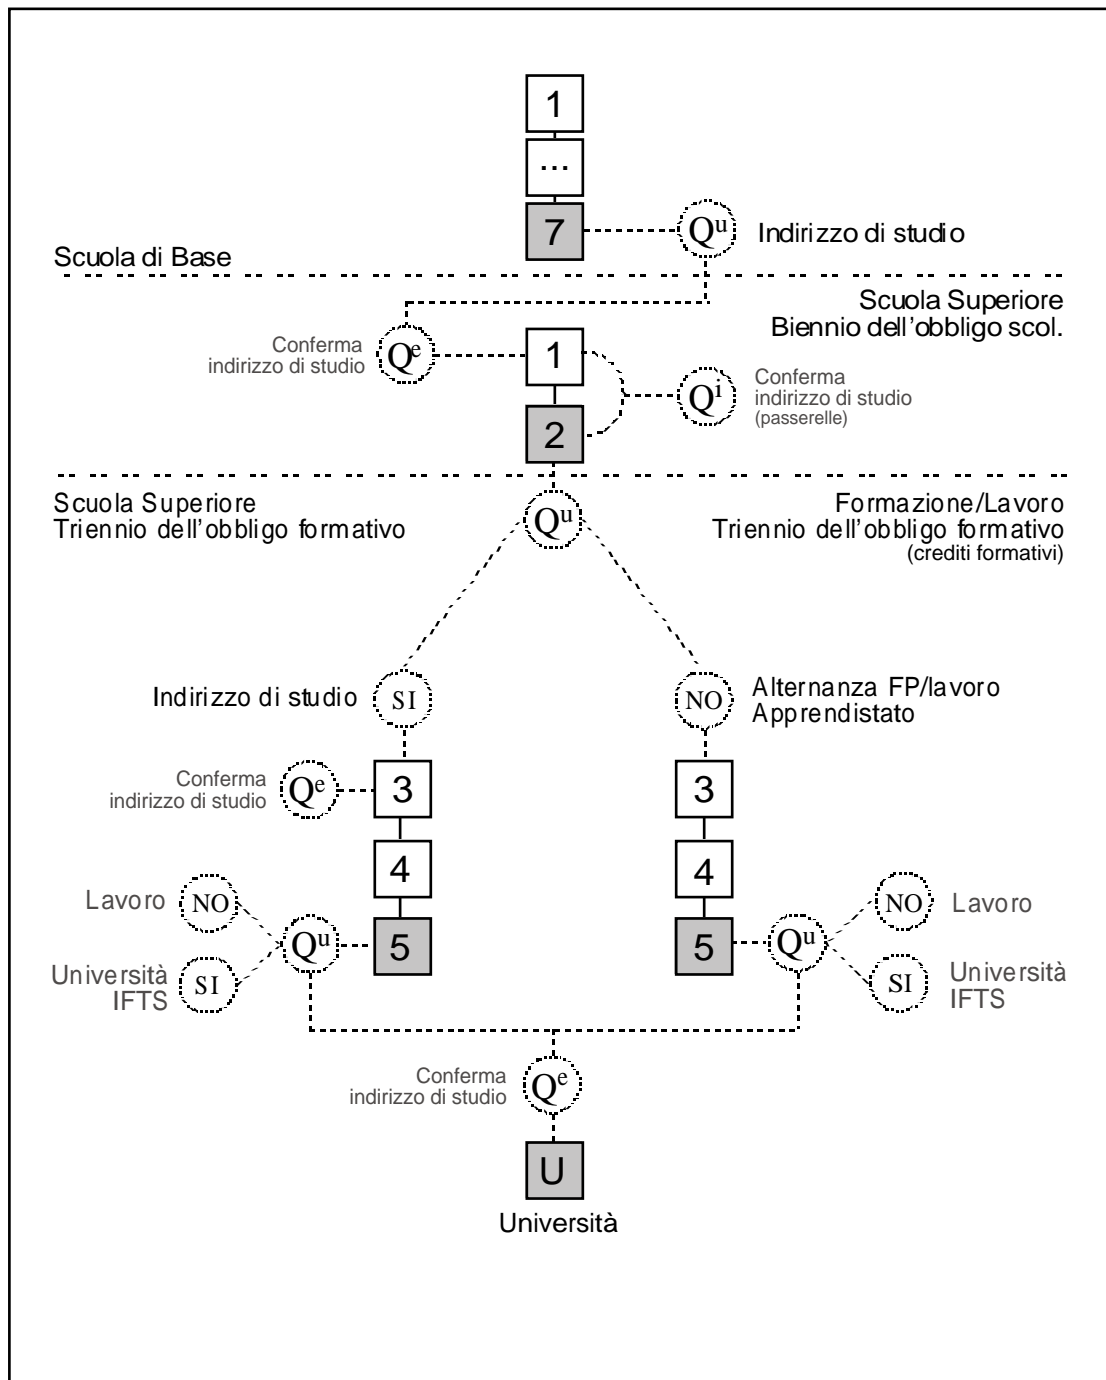 1
...
7
Qu
Indirizzo di studio
Scuola di Base
Scuola Superiore
Biennio dell'obbligo scol.
Conferma
indirizzo di studio
Qe
1
Qi
Conferma
indirizzo di studio
(passerelle)
2
Scuola Superiore
Triennio dell'obbligo formativo
Qu
Formazione/Lavoro
Triennio dell'obbligo formativo
(crediti formativi)
Indirizzo di studio
SI
NO
Alternanza FP/lavoro
Apprendistato
Conferma
indirizzo di studio
Qe
3
3
4
4
Lavoro
NO
Qu
5
5
Qu
NO
Lavoro
Università
IFTS
SI
SI
Università
IFTS
Conferma
indirizzo di studio
Qe
U
Università